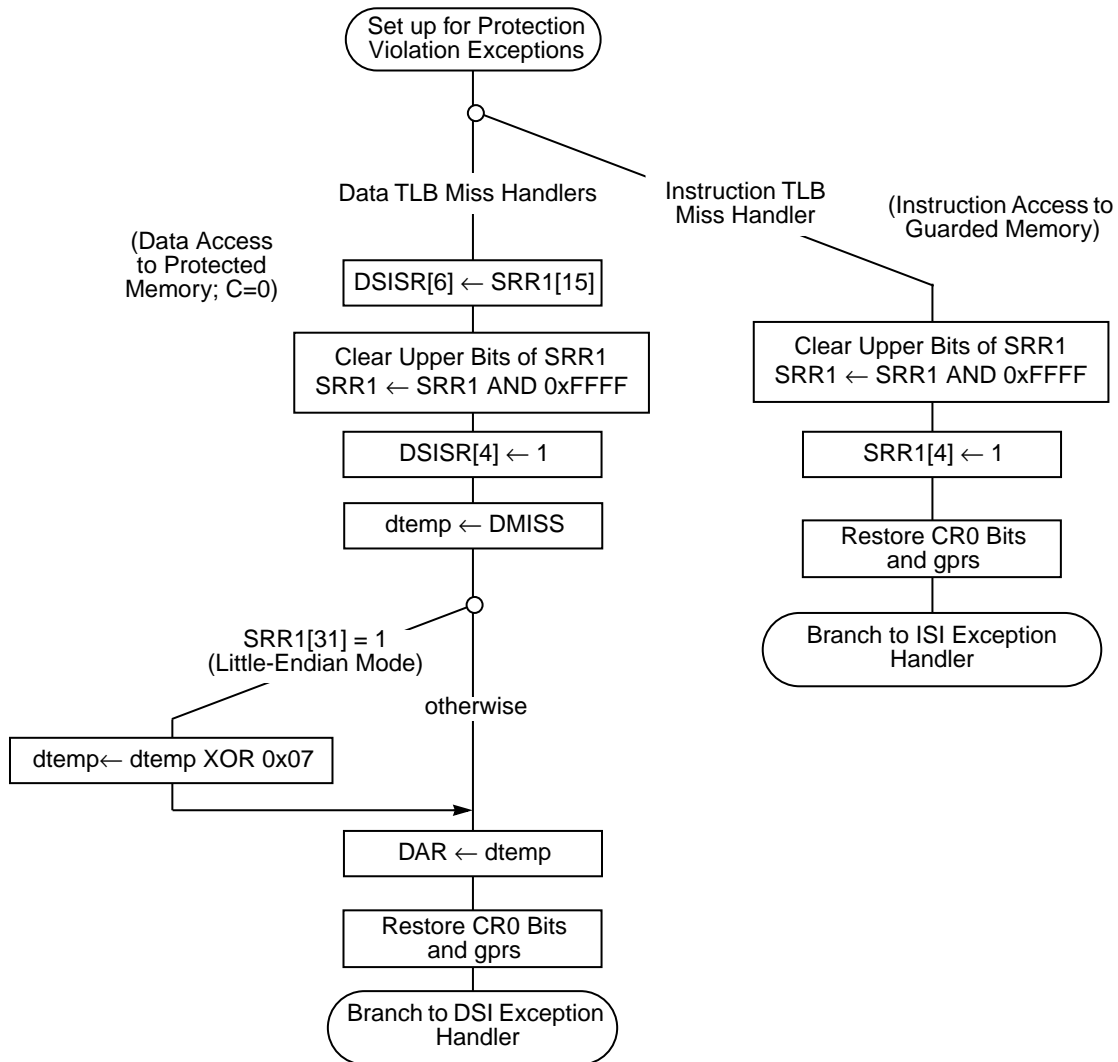 Set up for Protection
Violation Exceptions
Data TLB Miss Handlers
Instruction TLB
Miss Handler
(Instruction Access to
Guarded Memory)
(Data Access
to Protected
Memory; C=0)
DSISR[6] ← SRR1[15]
Clear Upper Bits of SRR1
SRR1 ← SRR1 AND 0xFFFF
DSISR[4] ← 1
dtemp ← DMISS
Clear Upper Bits of SRR1
SRR1 ← SRR1 AND 0xFFFF
SRR1[4] ← 1
Restore CR0 Bits
and gprs
Branch to ISI Exception
Handler
SRR1[31] = 1
(Little-Endian Mode)
otherwise
dtemp← dtemp XOR 0x07
DAR ← dtemp
Restore CR0 Bits
and gprs
Branch to DSI Exception
Handler